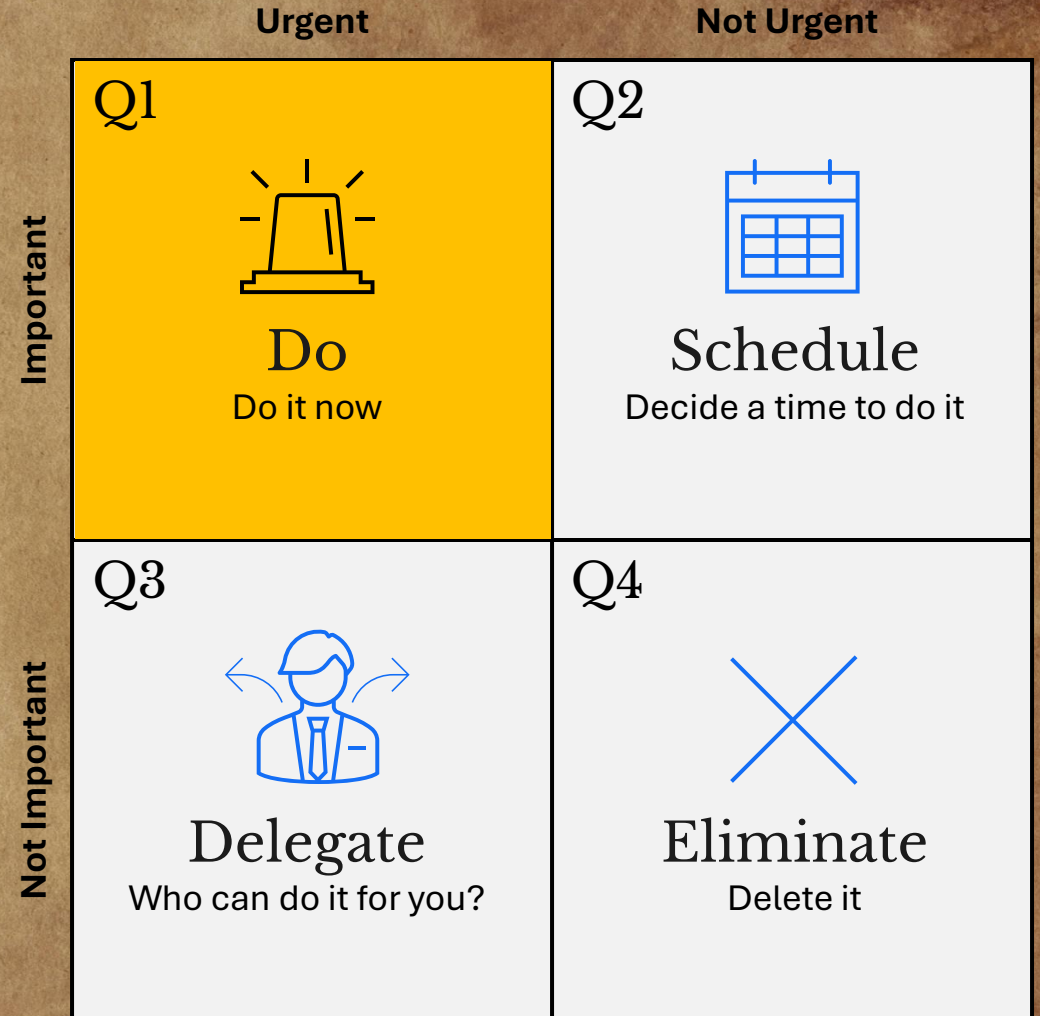 Urgent
Not Urgent
Important
Q1
Do
Do it now
Q2
Schedule
Decide a time to do it
Not Important
Q3
Delegate
Who can do it for you?
Q4
Eliminate
Delete it